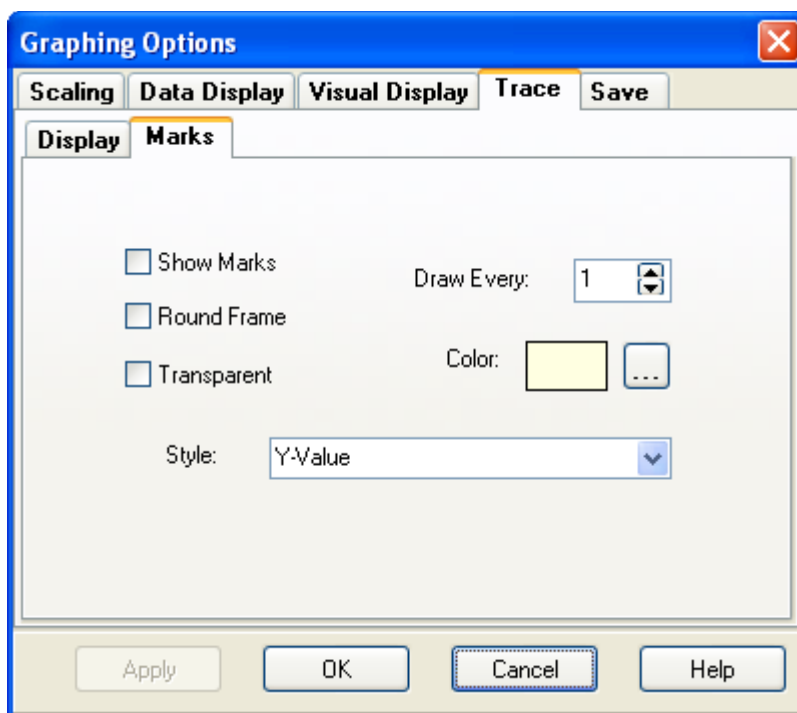 Graphing Options
Scaling Data Display Visual Display Trace Save
Display Marks
Show Marks
Draw Every: 1
Round Frame
Color: ...
Transparent
Style: Y-Value
Apply OK Cancel Help